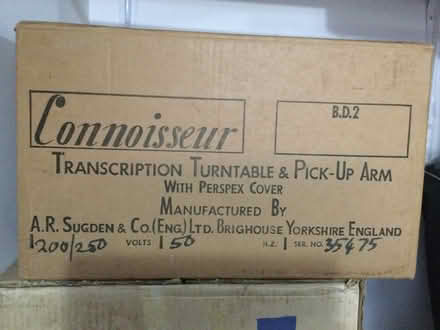 Connoisseur
B.D.2
TRANSCRIPTION TURNTABLE & PICK-UP ARM
WITH PERSPEX COVER
MANUFACTURED BY
A.R. SUGDEN & CO.(ENG) LTD. BRIGHOUSE YORKSHIRE ENGLAND
200/250 VOLTS 50 HZ. SER. NO. 35475